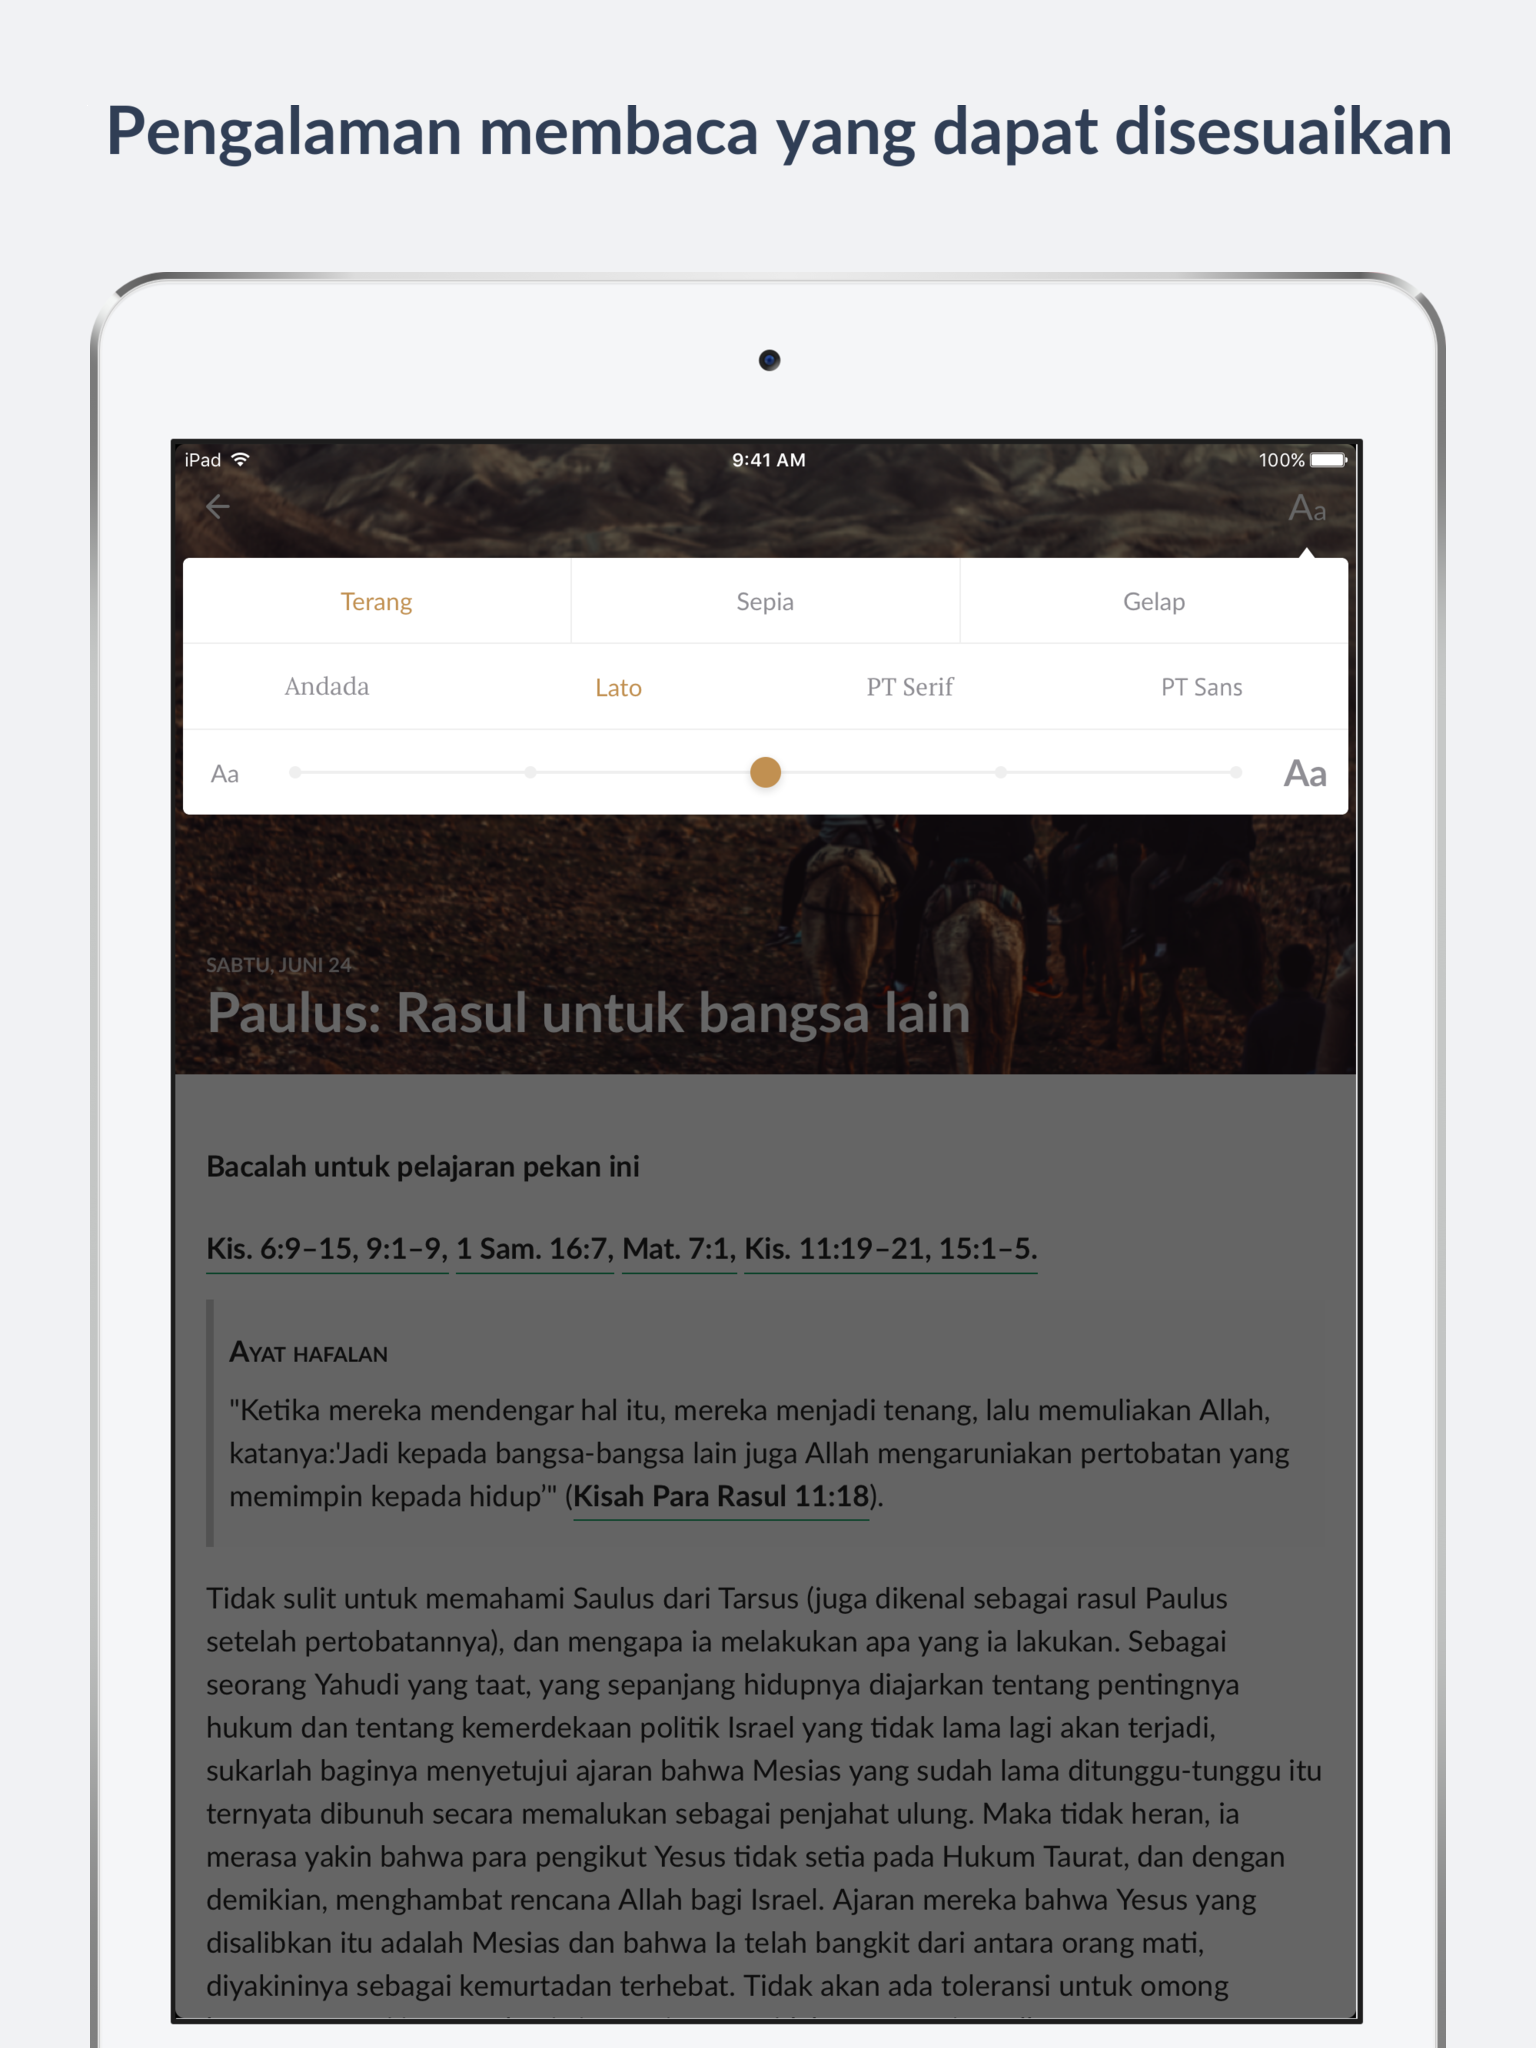 Pengalaman membaca yang dapat disesuaikan
iPad 9:41 AM 100%
Aa
Terang Sepia Gelap
Andada Lato PT Serif PT Sans
Aa Aa
SABTU, JUNI 24
Paulus: Rasul untuk bangsa lain
Bacalah untuk pelajaran pekan ini
Kis. 6:9–15, 9:1–9, 1 Sam. 16:7, Mat. 7:1, Kis. 11:19–21, 15:1–5.
Ayat hafalan
"Ketika mereka mendengar hal itu, mereka menjadi tenang, lalu memuliakan Allah,
katanya:'Jadi kepada bangsa-bangsa lain juga Allah mengaruniakan pertobatan yang
memimpin kepada hidup’" (Kisah Para Rasul 11:18).
Tidak sulit untuk memahami Saulus dari Tarsus (juga dikenal sebagai rasul Paulus
setelah pertobatannya), dan mengapa ia melakukan apa yang ia lakukan. Sebagai
seorang Yahudi yang taat, yang sepanjang hidupnya diajarkan tentang pentingnya
hukum dan tentang kemerdekaan politik Israel yang tidak lama lagi akan terjadi,
sukarlah baginya menyetujui ajaran bahwa Mesias yang sudah lama ditunggu-tunggu itu
ternyata dibunuh secara memalukan sebagai penjahat ulung. Maka tidak heran, ia
merasa yakin bahwa para pengikut Yesus tidak setia pada Hukum Taurat, dan dengan
demikian, menghambat rencana Allah bagi Israel. Ajaran mereka bahwa Yesus yang
disalibkan itu adalah Mesias dan bahwa Ia telah bangkit dari antara orang mati,
diyakininya sebagai kemurtadan terhebat. Tidak akan ada toleransi untuk omong